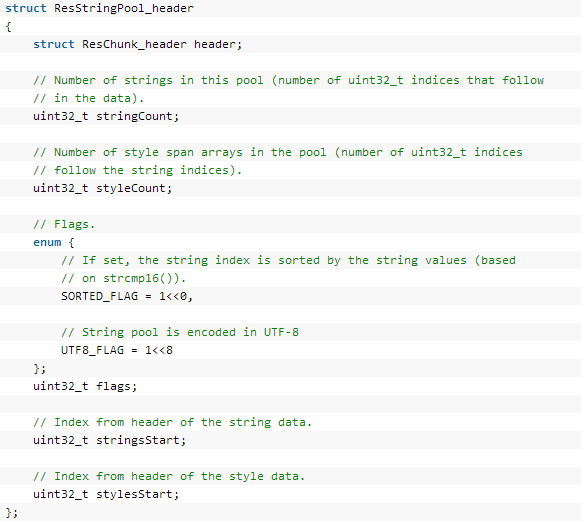 struct ResStringPool_header
{
    struct ResChunk_header header;

    // Number of strings in this pool (number of uint32_t indices that follow
    // in the data).
    uint32_t stringCount;

    // Number of style span arrays in the pool (number of uint32_t indices
    // follow the string indices).
    uint32_t styleCount;

    // Flags.
    enum {
        // If set, the string index is sorted by the string values (based
        // on strcmp16()).
        SORTED_FLAG = 1<<0,

        // String pool is encoded in UTF-8
        UTF8_FLAG = 1<<8
    };
    uint32_t flags;

    // Index from header of the string data.
    uint32_t stringsStart;

    // Index from header of the style data.
    uint32_t stylesStart;
};